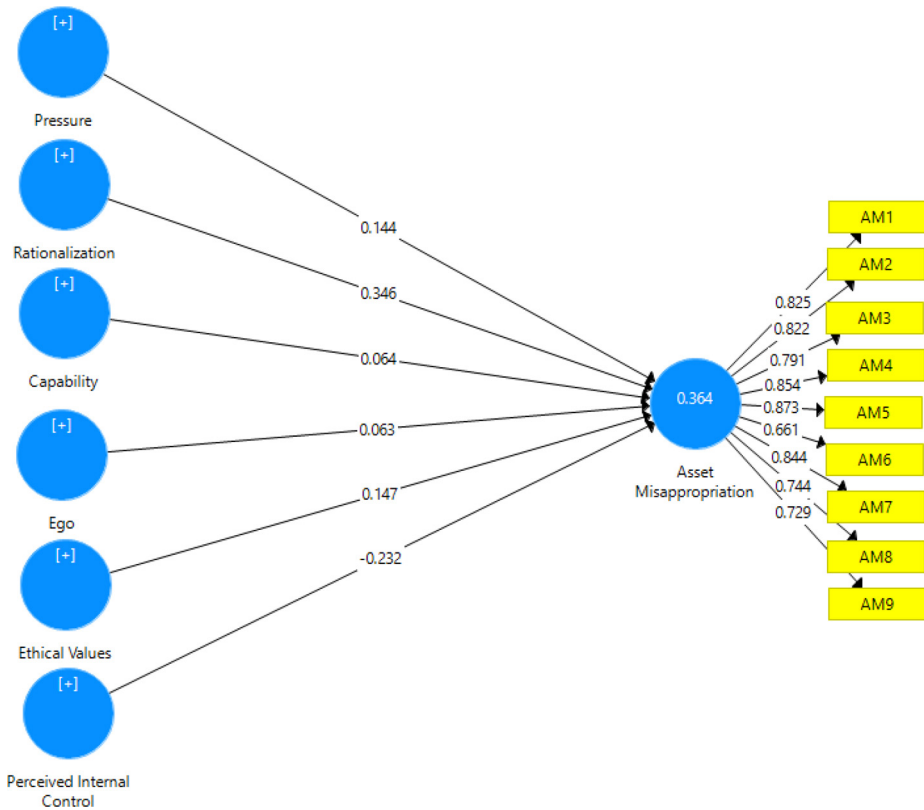 [+]
Pressure
[+]
Rationalization
[+]
Capability
[+]
Ego
[+]
Ethical Values
[+]
Perceived Internal
Control
0.144
0.346
0.064
0.063
0.147
-0.232
0.364
Asset
Misappropriation
0.825
0.822
0.791
0.854
0.873
0.661
0.844
0.744
0.729
AM1
AM2
AM3
AM4
AM5
AM6
AM7
AM8
AM9